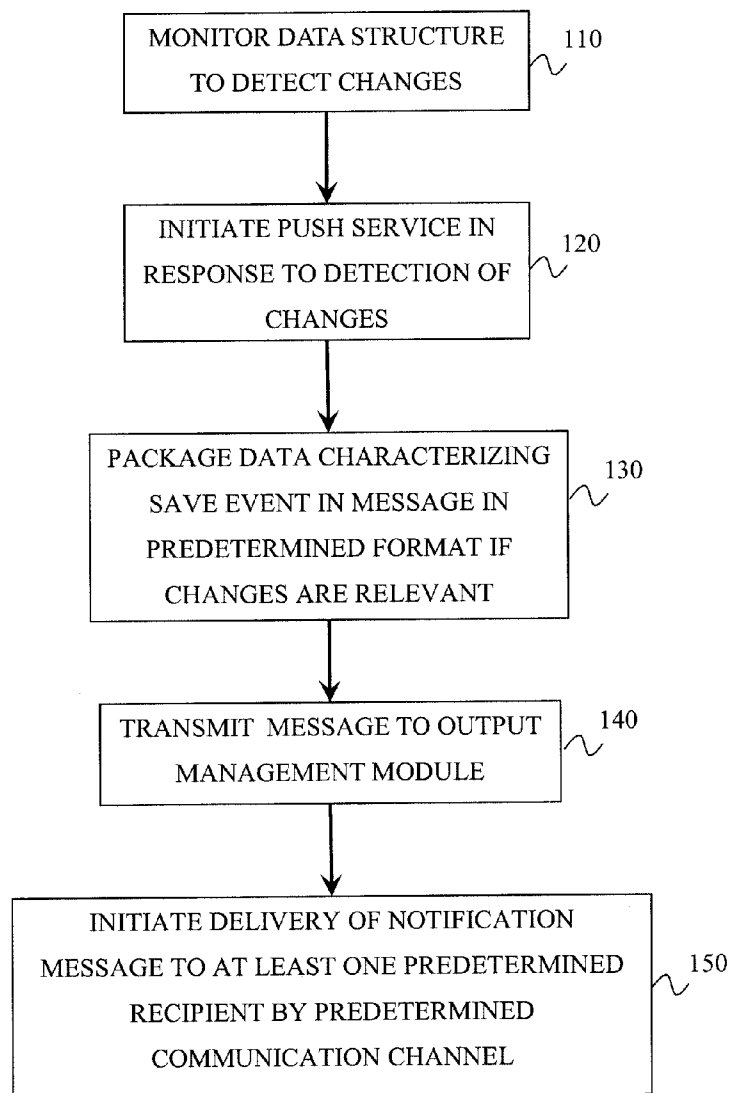 MONITOR DATA STRUCTURE
TO DETECT CHANGES
110
INITIATE PUSH SERVICE IN
RESPONSE TO DETECTION OF
CHANGES
120
PACKAGE DATA CHARACTERIZING
SAVE EVENT IN MESSAGE IN
PREDETERMINED FORMAT IF
CHANGES ARE RELEVANT
130
TRANSMIT MESSAGE TO OUTPUT
MANAGEMENT MODULE
140
INITIATE DELIVERY OF NOTIFICATION
MESSAGE TO AT LEAST ONE PREDETERMINED
RECIPIENT BY PREDETERMINED
COMMUNICATION CHANNEL
150